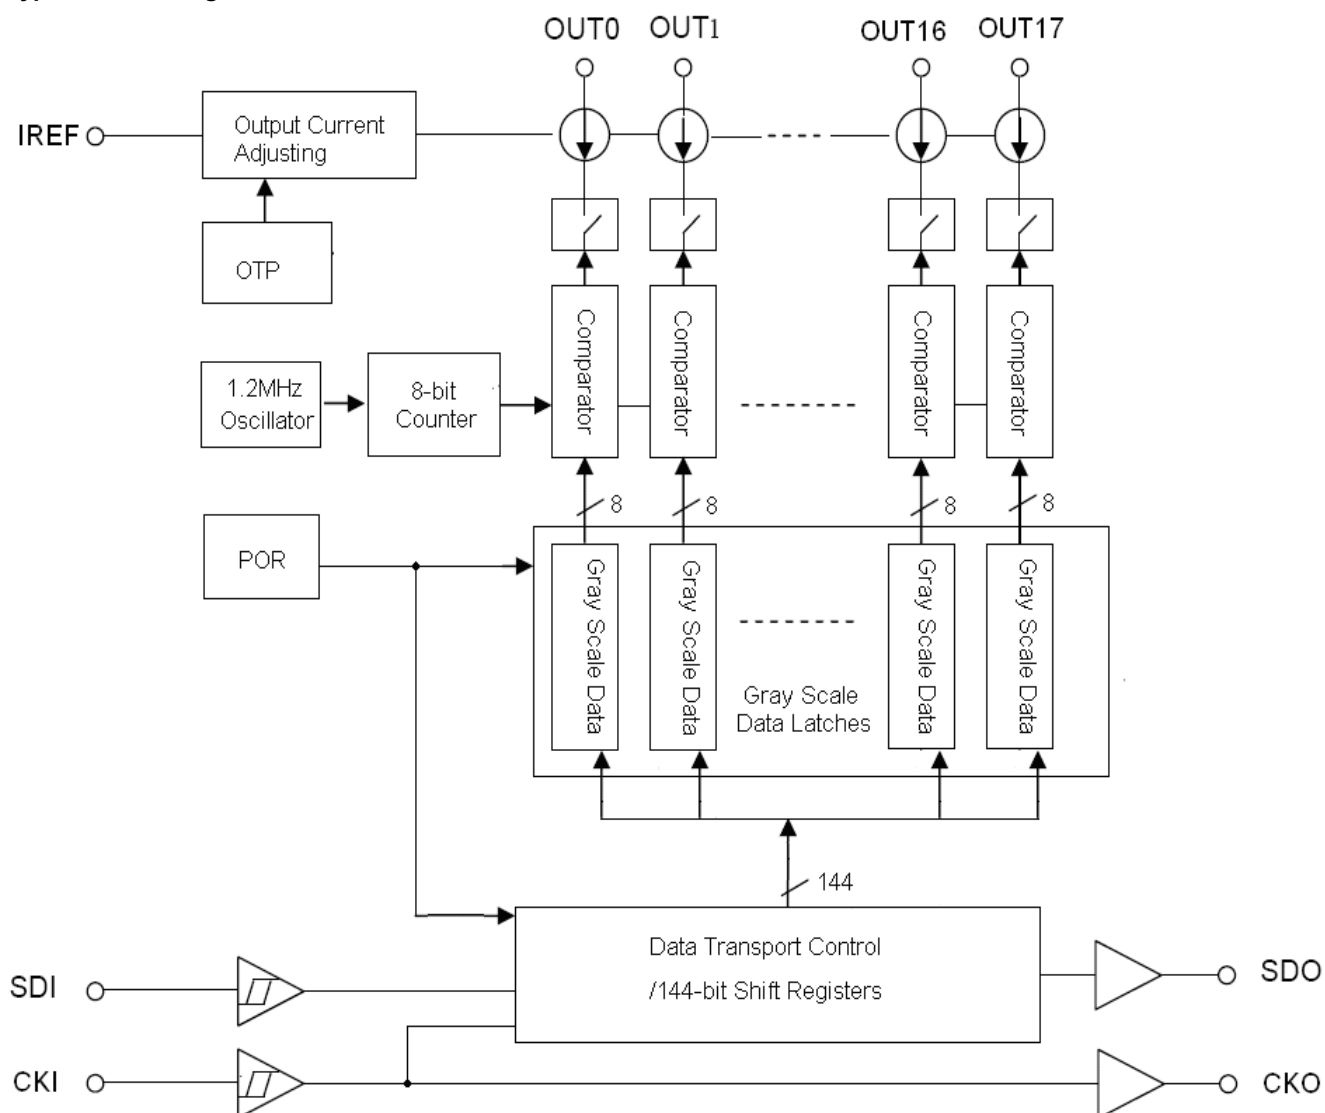 OUT0 OUT1 OUT16 OUT17
IREF
Output Current
Adjusting
OTP
Comparator
Comparator
Comparator
Comparator
1.2MHz
Oscillator
8-bit
Counter
8
8
8
8
POR
Gray Scale Data
Gray Scale Data
Gray Scale Data
Gray Scale Data
Gray Scale
Data Latches
144
Data Transport Control
/144-bit Shift Registers
SDI
SDO
CKI
CKO